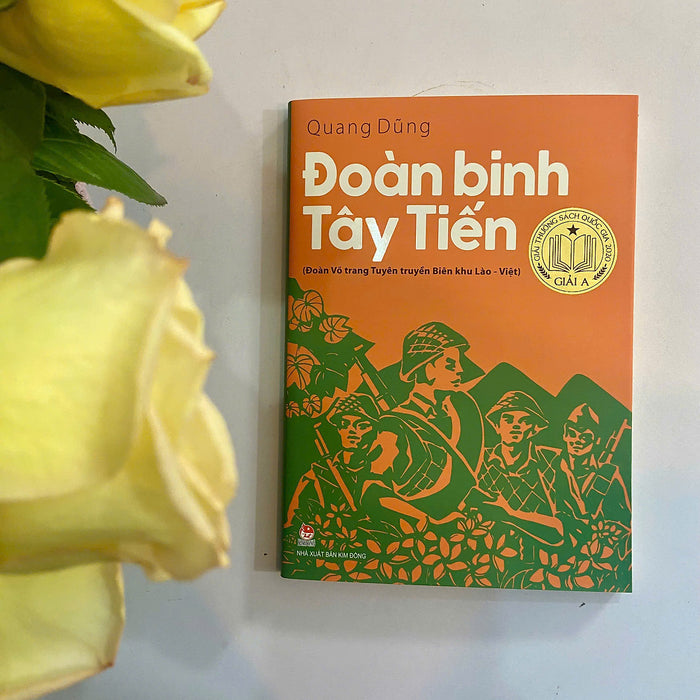 Quang Dũng
Đoàn binh
Tây Tiến
(Đoàn Võ trang Tuyên truyền Biên khu Lào - Việt)
GIẢI THƯỞNG SÁCH QUỐC GIA 2020
GIẢI A
NHÀ XUẤT BẢN KIM ĐỒNG